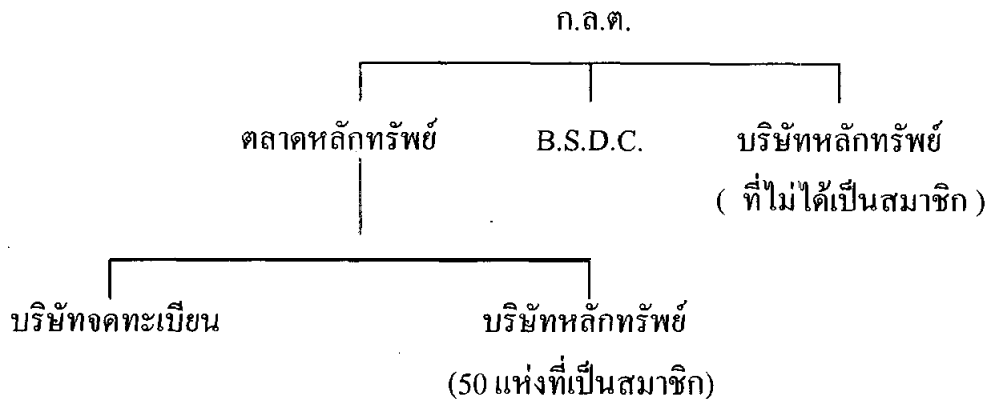 ก.ล.ต.
ตลาดหลักทรัพย์ B.S.D.C. บริษัทหลักทรัพย์
( ที่ไม่ได้เป็นสมาชิก )
บริษัทจดทะเบียน บริษัทหลักทรัพย์
(50 แห่งที่เป็นสมาชิก)